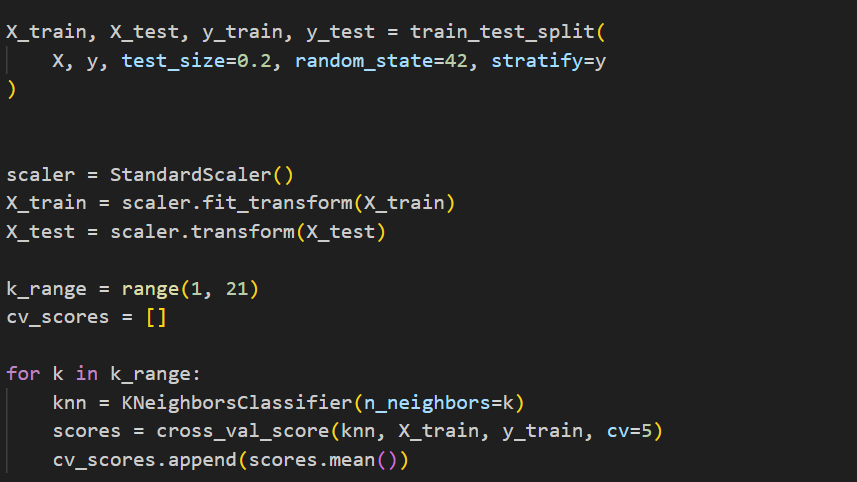 X_train, X_test, y_train, y_test = train_test_split(
    X, y, test_size=0.2, random_state=42, stratify=y
)
scaler = StandardScaler()
X_train = scaler.fit_transform(X_train)
X_test = scaler.transform(X_test)
k_range = range(1, 21)
cv_scores = []
for k in k_range:
    knn = KNeighborsClassifier(n_neighbors=k)
    scores = cross_val_score(knn, X_train, y_train, cv=5)
    cv_scores.append(scores.mean())